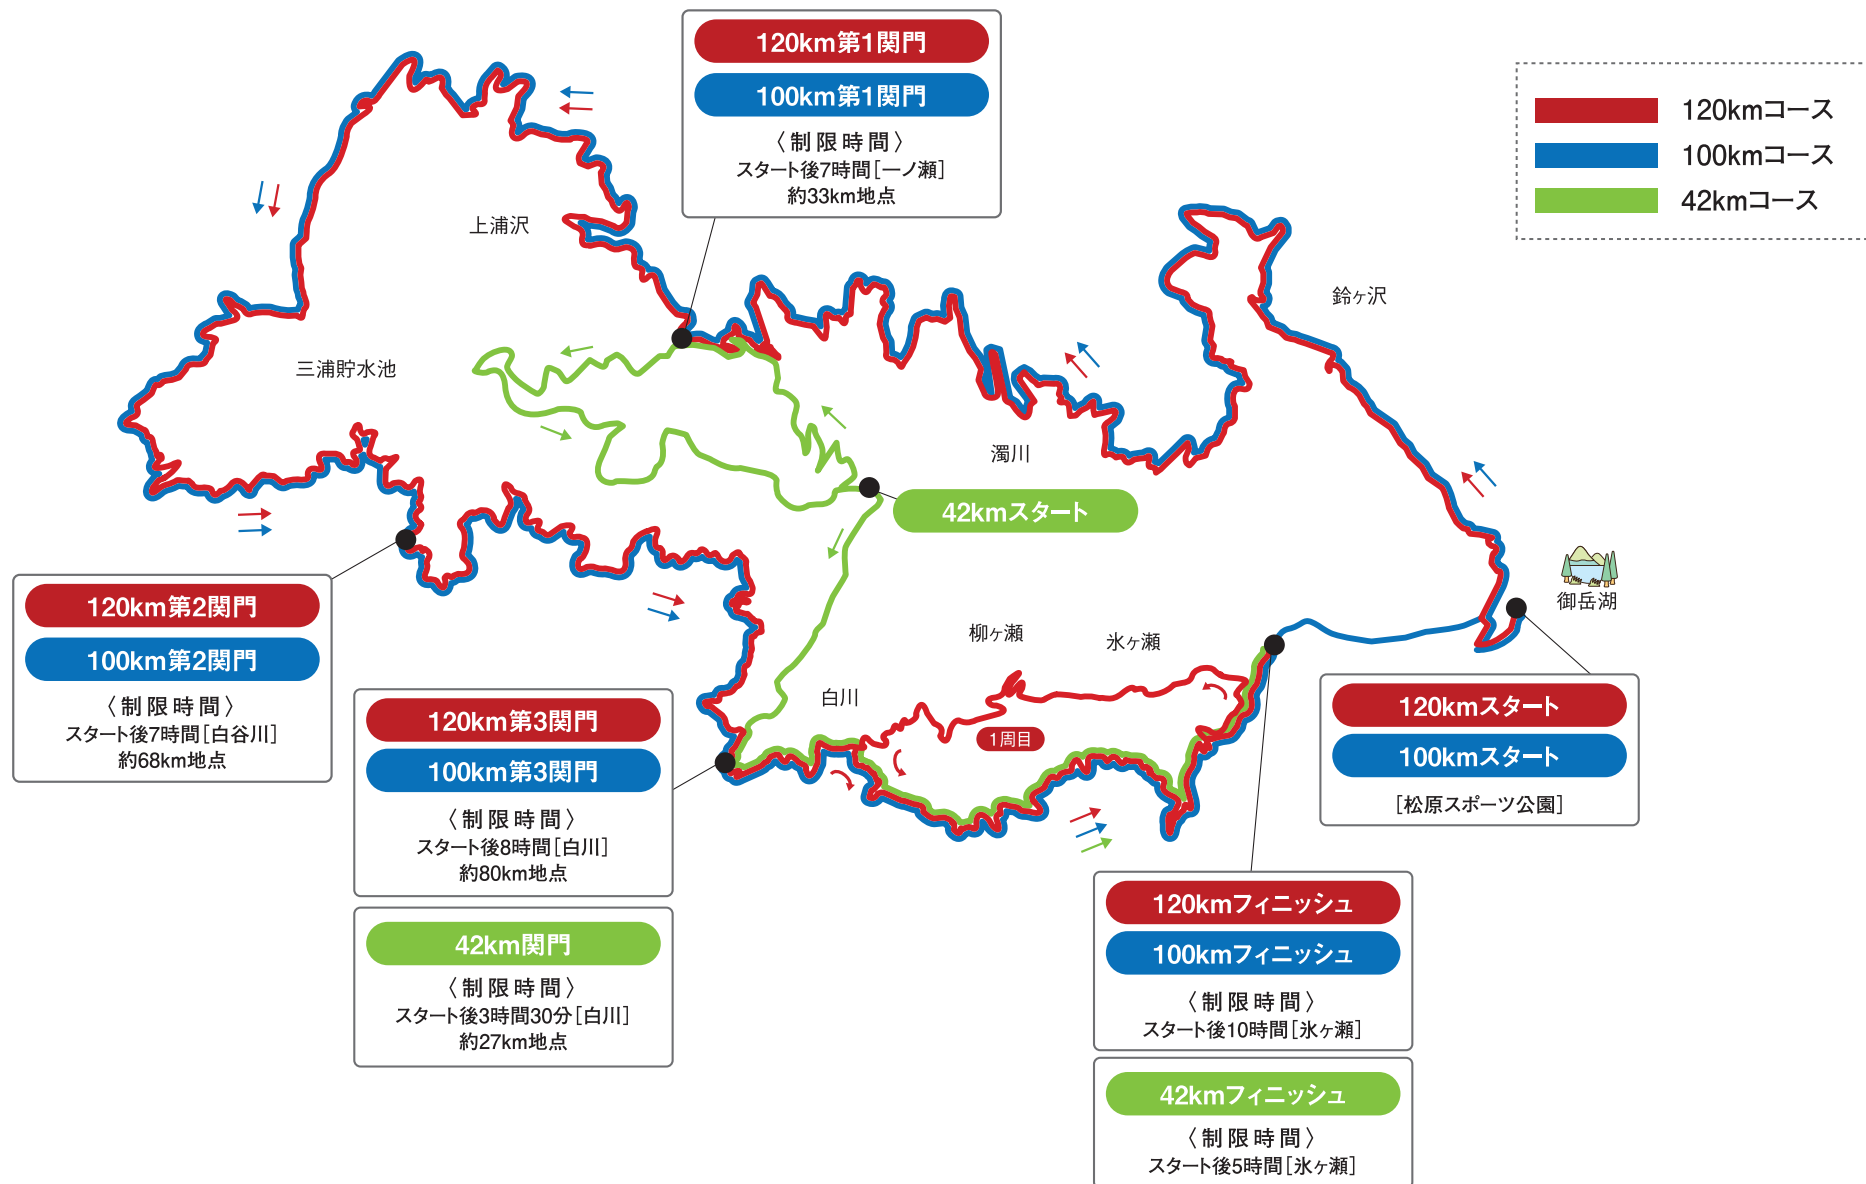 120km第1関門
100km第1関門
〈制限時間〉
スタート後7時間[一ノ瀬]
約33km地点
120kmコース
100kmコース
42kmコース
上浦沢
鈴ヶ沢
三浦貯水池
濁川
42kmスタート
御岳湖
120km第2関門
100km第2関門
〈制限時間〉
スタート後7時間[白谷川]
約68km地点
柳ヶ瀬
氷ヶ瀬
白川
1周目
120km第3関門
100km第3関門
〈制限時間〉
スタート後8時間[白川]
約80km地点
120kmスタート
100kmスタート
[松原スポーツ公園]
42km関門
〈制限時間〉
スタート後3時間30分[白川]
約27km地点
120kmフィニッシュ
100kmフィニッシュ
〈制限時間〉
スタート後10時間[氷ヶ瀬]
42kmフィニッシュ
〈制限時間〉
スタート後5時間[氷ヶ瀬]